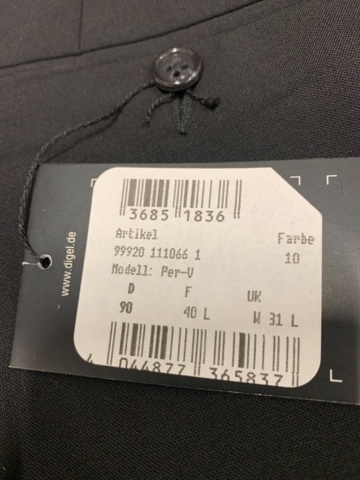 3685 1836
Artikel
Farbe
99920 111066 1
10
Modell: Per-V
D F UK
90 40 L W 31 L
4 044877 365837
www.digel.de